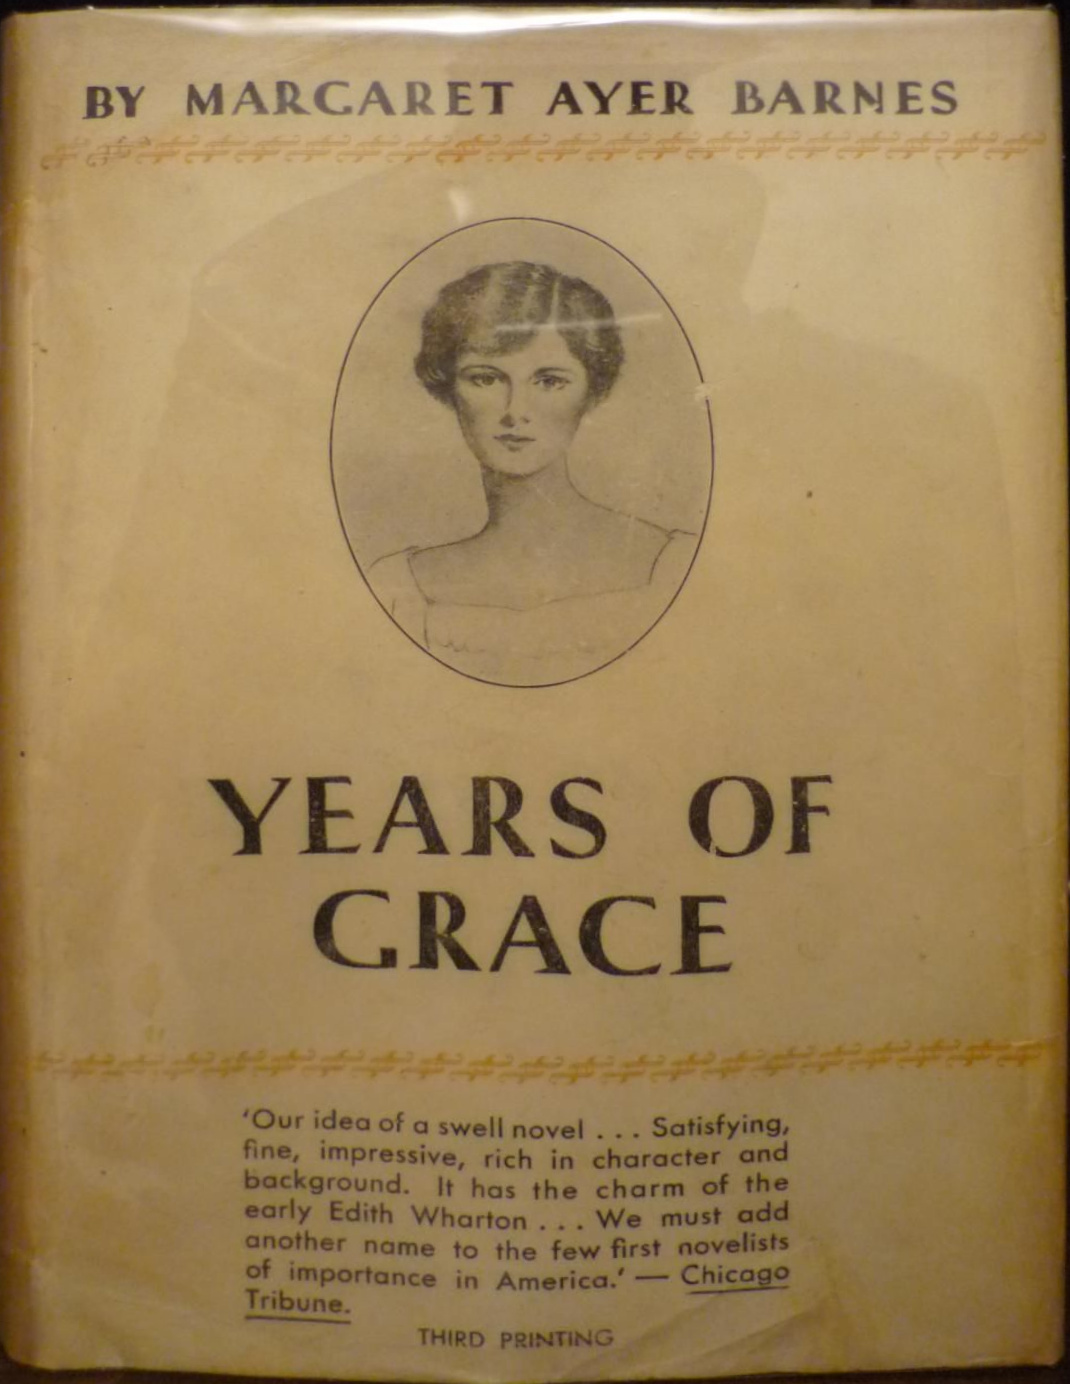 BY MARGARET AYER BARNES
YEARS OF
GRACE
‘Our idea of a swell novel . . . Satisfying,
fine, impressive, rich in character and
background. It has the charm of the
early Edith Wharton . . . We must add
another name to the few first novelists
of importance in America.’ — Chicago
Tribune.
THIRD PRINTING